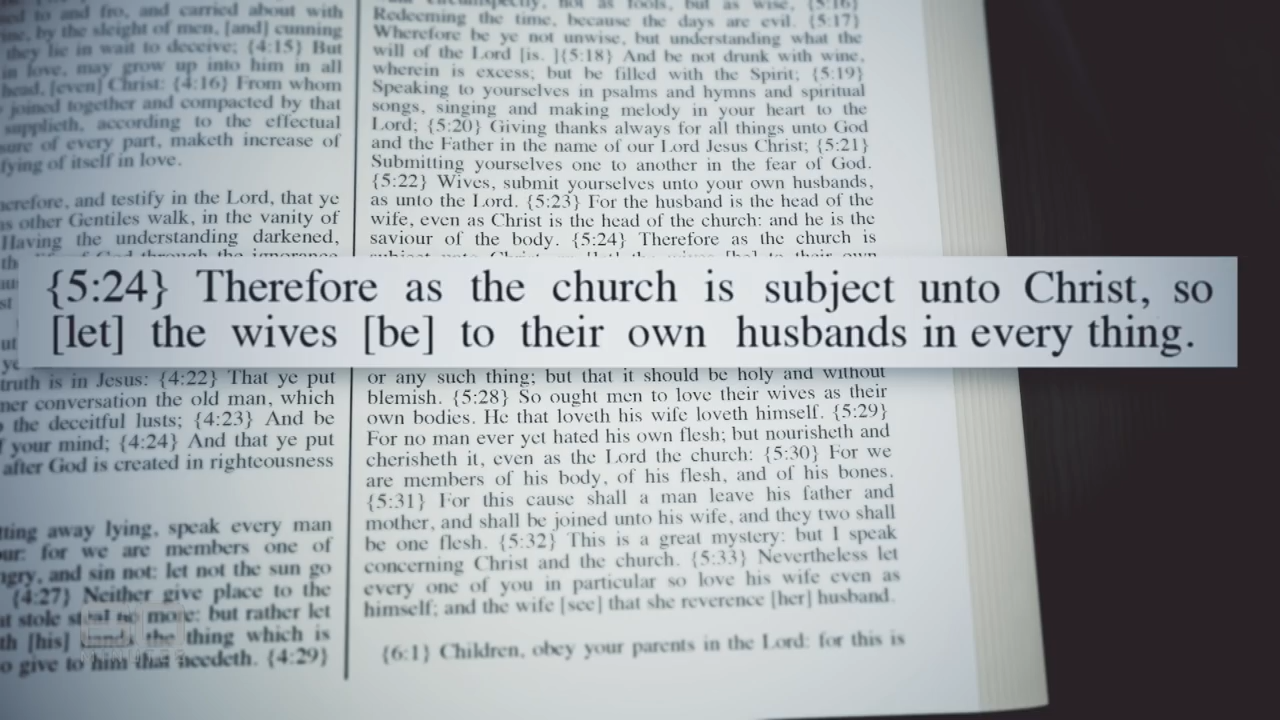 ed to and fro, and carried about with
by the sleight of men, [and] cunning
they lie in wait to deceive; {4:15} But
in love, may grow up into him in all
head, [even] Christ: {4:16} From whom
joined together and compacted by that
supplieth, according to the effectual
sure of every part, maketh increase of
fying of itself in love.
herefore, and testify in the Lord, that ye
as other Gentiles walk, in the vanity of
Having the understanding darkened,
truth is in Jesus: {4:22} That ye put
ner conversation the old man, which
the deceitful lusts; {4:23} And be
your mind; {4:24} And that ye put
after God is created in righteousness
tting away lying, speak every man
our: for we are members one of
ngry, and sin not: let not the sun go
{4:27} Neither give place to the
at stole steal no more: but rather let
th [his] hands the thing which is
o give to him that needeth. {4:29}
Redeeming the time, because the days are evil. {5:17}
Wherefore be ye not unwise, but understanding what the
will of the Lord [is. ]{5:18} And be not drunk with wine,
wherein is excess; but be filled with the Spirit; {5:19}
Speaking to yourselves in psalms and hymns and spiritual
songs, singing and making melody in your heart to the
Lord; {5:20} Giving thanks always for all things unto God
and the Father in the name of our Lord Jesus Christ; {5:21}
Submitting yourselves one to another in the fear of God.
{5:22} Wives, submit yourselves unto your own husbands,
as unto the Lord. {5:23} For the husband is the head of the
wife, even as Christ is the head of the church: and he is the
saviour of the body. {5:24} Therefore as the church is
{5:24} Therefore as the church is subject unto Christ, so
[let] the wives [be] to their own husbands in every thing.
or any such thing; but that it should be holy and without
blemish. {5:28} So ought men to love their wives as their
own bodies. He that loveth his wife loveth himself. {5:29}
For no man ever yet hated his own flesh; but nourisheth and
cherisheth it, even as the Lord the church: {5:30} For we
are members of his body, of his flesh, and of his bones.
{5:31} For this cause shall a man leave his father and
mother, and shall be joined unto his wife, and they two shall
be one flesh. {5:32} This is a great mystery: but I speak
concerning Christ and the church. {5:33} Nevertheless let
every one of you in particular so love his wife even as
himself; and the wife [see] that she reverence [her] husband.
{6:1} Children, obey your parents in the Lord: for this is
60
MINUTES